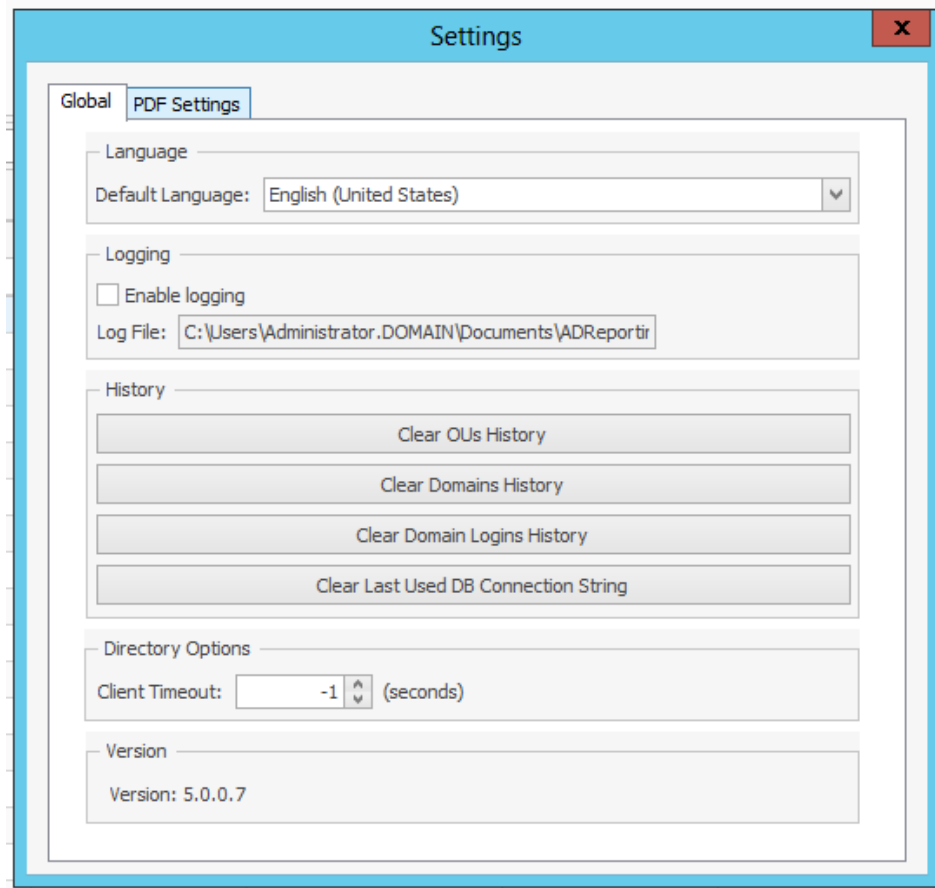 Settings
x
Global PDF Settings
Language
Default Language: English (United States)
Logging
Enable logging
Log File: C:\Users\Administrator.DOMAIN\Documents\ADReportin
History
Clear OUs History
Clear Domains History
Clear Domain Logins History
Clear Last Used DB Connection String
Directory Options
Client Timeout: -1 (seconds)
Version
Version: 5.0.0.7